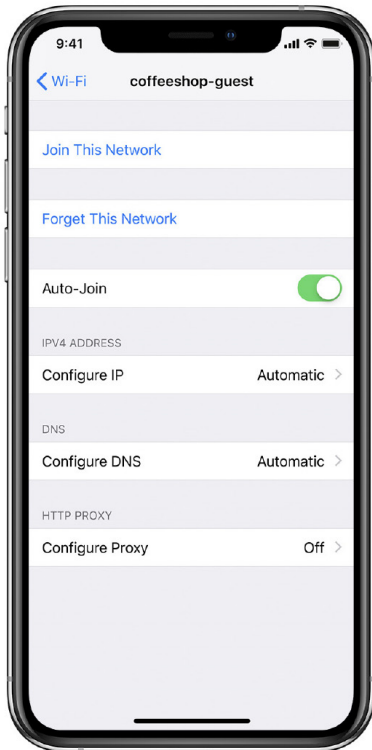 9:41
Wi-Fi coffeeshop-guest
Join This Network
Forget This Network
Auto-Join
IPV4 ADDRESS
Configure IP Automatic
DNS
Configure DNS Automatic
HTTP PROXY
Configure Proxy Off